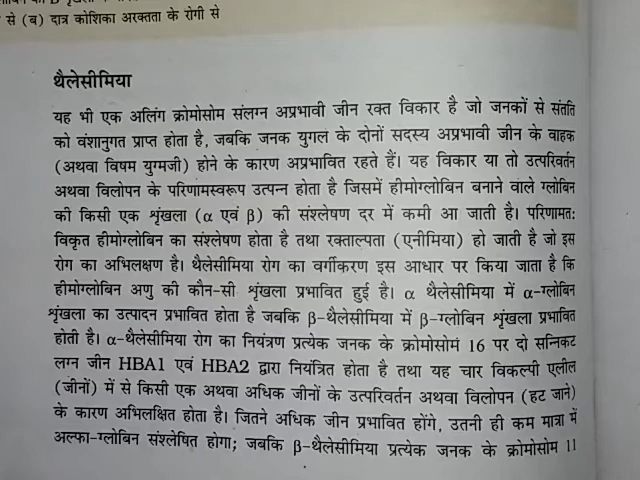 से (ब) दात्र कोशिका अरक्तता के रोगी से
थैलेसीमिया
यह भी एक अलिंग क्रोमोसोम संलग्न अप्रभावी जीन रक्त विकार है जो जनकों से संतति
को वंशानुगत प्राप्त होता है, जबकि जनक युगल के दोनों सदस्य अप्रभावी जीन के वाहक
(अथवा विषम युग्मजी) होने के कारण अप्रभावित रहते हैं। यह विकार या तो उत्परिवर्तन
अथवा विलोपन के परिणामस्वरूप उत्पन्न होता है जिसमें हीमोग्लोबिन बनाने वाले ग्लोबिन
की किसी एक शृंखला (α एवं β) की संश्लेषण दर में कमी आ जाती है। परिणामत:
विकृत हीमोग्लोबिन का संश्लेषण होता है तथा रक्ताल्पता (एनीमिया) हो जाती है जो इस
रोग का अभिलक्षण है। थैलेसीमिया रोग का वर्गीकरण इस आधार पर किया जाता है कि
हीमोग्लोबिन अणु की कौन-सी शृंखला प्रभावित हुई है। α थैलेसीमिया में α-ग्लोबिन
शृंखला का उत्पादन प्रभावित होता है जबकि β-थैलेसीमिया में β-ग्लोबिन शृंखला प्रभावित
होती है। α-थैलेसीमिया रोग का नियंत्रण प्रत्येक जनक के क्रोमोसोम 16 पर दो सन्निकट
लग्न जीन HBA1 एवं HBA2 द्वारा नियंत्रित होता है तथा यह चार विकल्पी एलील
(जीनों) में से किसी एक अथवा अधिक जीनों के उत्परिवर्तन अथवा विलोपन (हट जाने)
के कारण अभिलक्षित होता है। जितने अधिक जीन प्रभावित होंगे, उतनी ही कम मात्रा में
अल्फा-ग्लोबिन संश्लेषित होगा; जबकि β-थैलेसीमिया प्रत्येक जनक के क्रोमोसोम 11